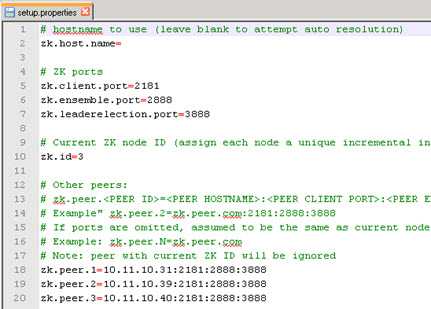 setup.properties
1 # hostname to use (leave blank to attempt auto resolution)
2 zk.host.name=
3
4 # ZK ports
5 zk.client.port=2181
6 zk.ensemble.port=2888
7 zk.leaderelection.port=3888
8
9 # Current ZK node ID (assign each node a unique incremental in
10 zk.id=3
11
12 # Other peers:
13 # zk.peer.<PEER ID>=<PEER HOSTNAME>:<PEER CLIENT PORT>:<PEER E
14 # Example" zk.peer.2=zk.peer.com:2181:2888:3888
15 # If ports are omitted, assumed to be the same as current node
16 # Example: zk.peer.N=zk.peer.com
17 # Note: peer with current ZK ID will be ignored
18 zk.peer.1=10.11.10.31:2181:2888:3888
19 zk.peer.2=10.11.10.39:2181:2888:3888
20 zk.peer.3=10.11.10.40:2181:2888:3888